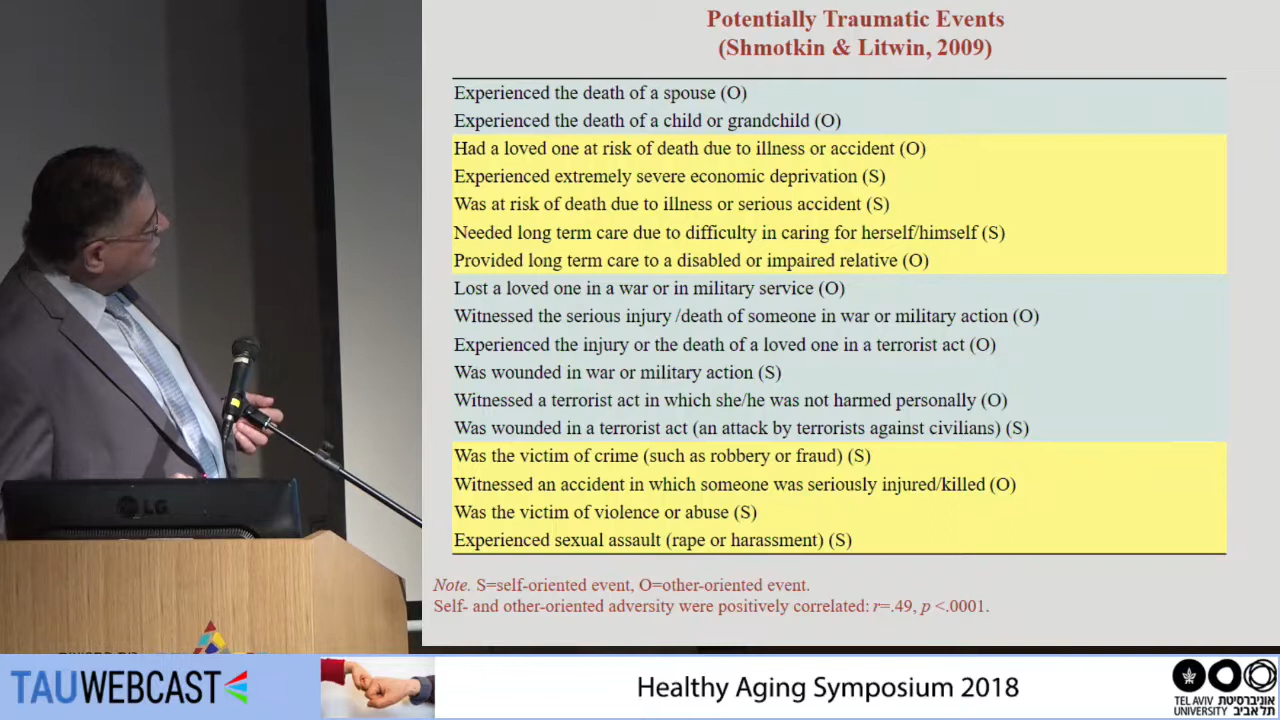 Potentially Traumatic Events
(Shmotkin & Litwin, 2009)
Experienced the death of a spouse (O)
Experienced the death of a child or grandchild (O)
Had a loved one at risk of death due to illness or accident (O)
Experienced extremely severe economic deprivation (S)
Was at risk of death due to illness or serious accident (S)
Needed long term care due to difficulty in caring for herself/himself (S)
Provided long term care to a disabled or impaired relative (O)
Lost a loved one in a war or in military service (O)
Witnessed the serious injury /death of someone in war or military action (O)
Experienced the injury or the death of a loved one in a terrorist act (O)
Was wounded in war or military action (S)
Witnessed a terrorist act in which she/he was not harmed personally (O)
Was wounded in a terrorist act (an attack by terrorists against civilians) (S)
Was the victim of crime (such as robbery or fraud) (S)
Witnessed an accident in which someone was seriously injured/killed (O)
Was the victim of violence or abuse (S)
Experienced sexual assault (rape or harassment) (S)
Note. S=self-oriented event, O=other-oriented event.
Self- and other-oriented adversity were positively correlated: r=.49, p <.0001.
LG
TAUWEBCAST
Healthy Aging Symposium 2018
TEL AVIV אוניברסיטת
UNIVERSITY תל אביב